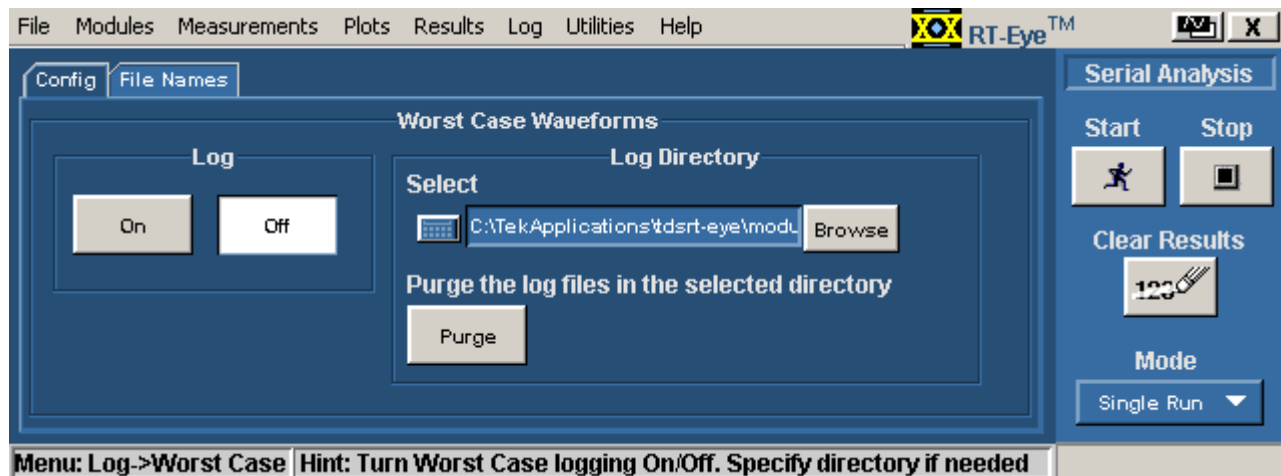 File Modules Measurements Plots Results Log Utilities Help RT-Eye™ X
Config File Names
Worst Case Waveforms
Log
On Off
Log Directory
Select
C:\TekApplications\tdsrt-eye\modu Browse
Purge the log files in the selected directory
Purge
Serial Analysis
Start Stop
Clear Results
123
Mode
Single Run
Menu: Log->Worst Case Hint: Turn Worst Case logging On/Off. Specify directory if needed